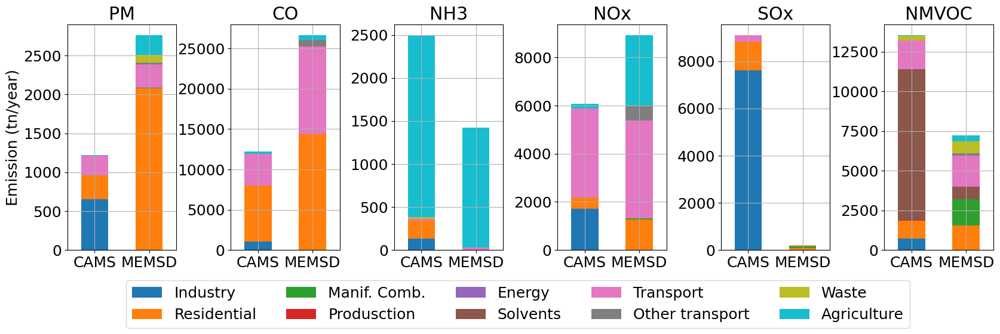 PM
CO
NH3
NOx
SOx
NMVOC
Emission (tn/year)
2500
2000
1500
1000
500
0
CAMS MEMSD
25000
20000
15000
10000
5000
0
CAMS MEMSD
2500
2000
1500
1000
500
0
CAMS MEMSD
8000
6000
4000
2000
0
CAMS MEMSD
8000
6000
4000
2000
0
CAMS MEMSD
12500
10000
7500
5000
2500
0
CAMS MEMSD
Industry Manif. Comb. Energy Transport Waste
Residential Produsction Solvents Other transport Agriculture